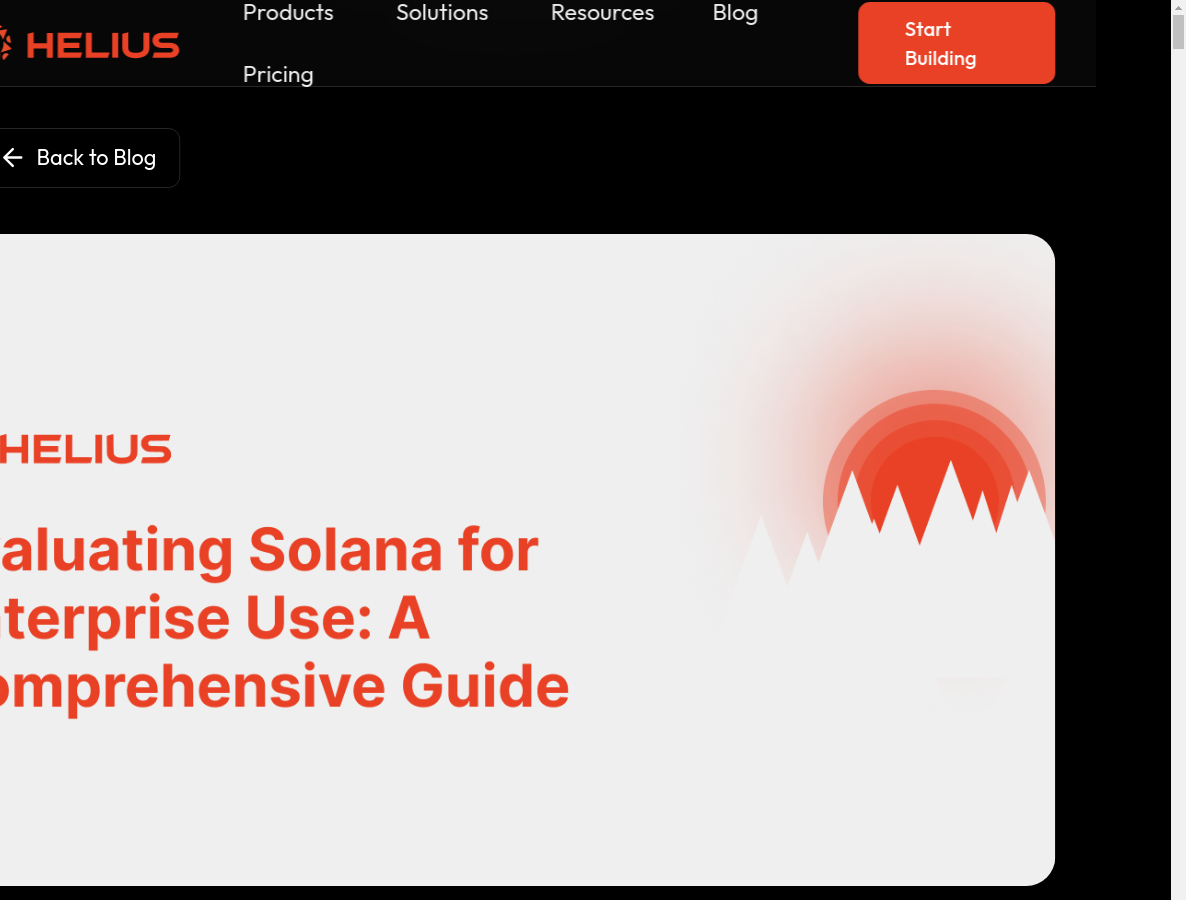 HELIUS
Products
Solutions
Resources
Blog
Pricing
Start
Building
Back to Blog
HELIUS
aluating Solana for
terprise Use: A
omprehensive Guide